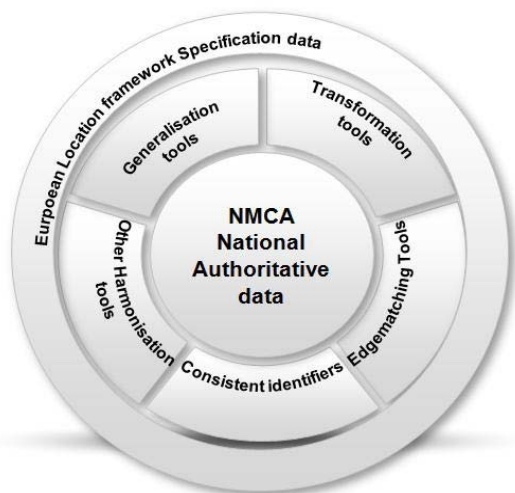 Eurpoean Location framework Specification data
Generalisation
tools
Transformation
tools
Edgematching Tools
Consistent identifiers
Other Harmonisation
tools
NMCA
National
Authoritative
data